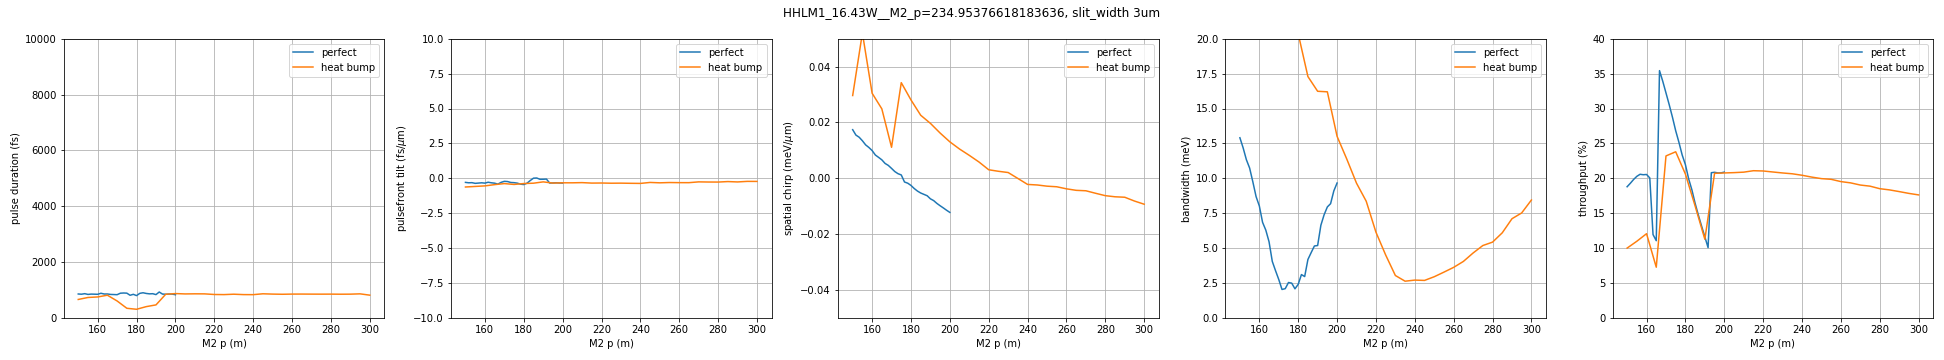 HHLM1_16.43W__M2_p=234.95376618183636, slit_width 3um
pulse duration (fs)
10000
8000
6000
4000
2000
0
160 180 200 220 240 260 280 300
M2 p (m)
perfect
heat bump
pulsefront tilt (fs/μm)
10.0
7.5
5.0
2.5
0.0
−2.5
−5.0
−7.5
−10.0
160 180 200 220 240 260 280 300
M2 p (m)
perfect
heat bump
spatial chirp (meV/μm)
0.04
0.02
0.00
−0.02
−0.04
160 180 200 220 240 260 280 300
M2 p (m)
perfect
heat bump
bandwidth (meV)
20.0
17.5
15.0
12.5
10.0
7.5
5.0
2.5
0.0
160 180 200 220 240 260 280 300
M2 p (m)
perfect
heat bump
throughput (%)
40
35
30
25
20
15
10
5
0
160 180 200 220 240 260 280 300
M2 p (m)
perfect
heat bump